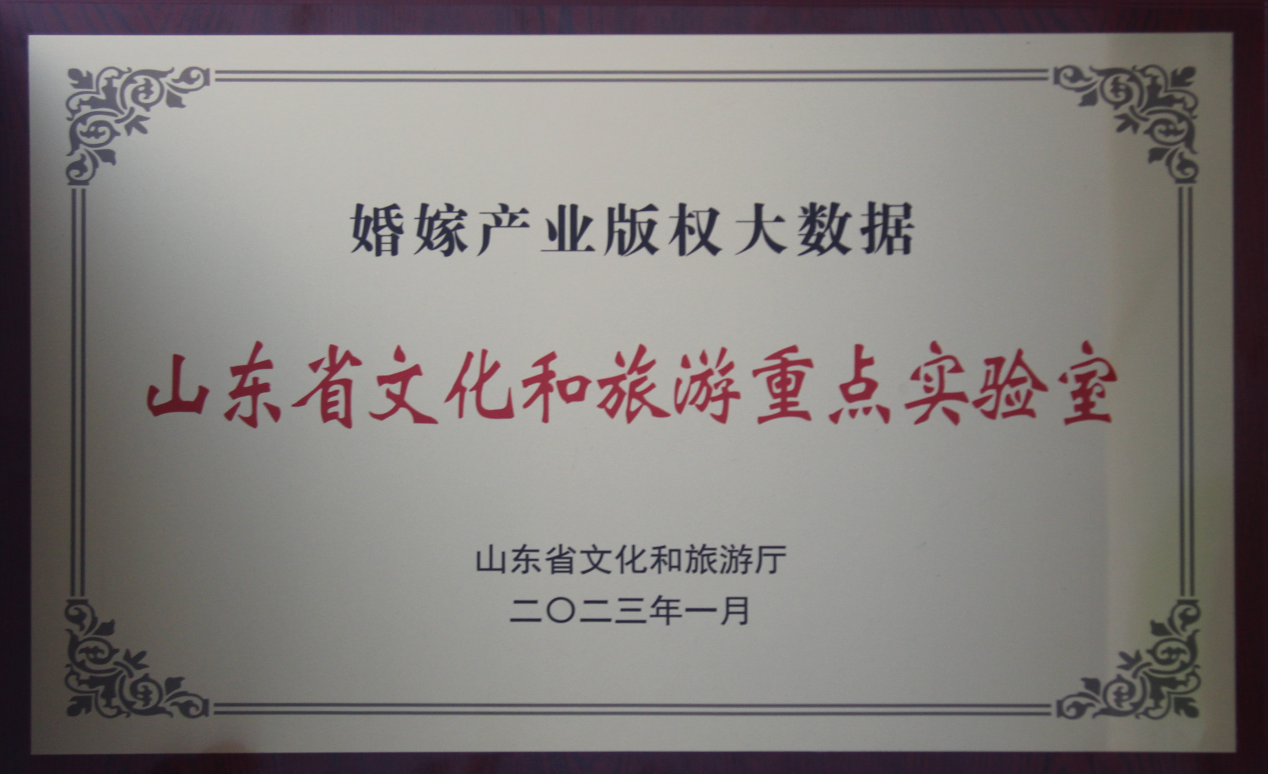 婚嫁产业版权大数据
山东省文化和旅游重点实验室
山东省文化和旅游厅
二〇二三年一月